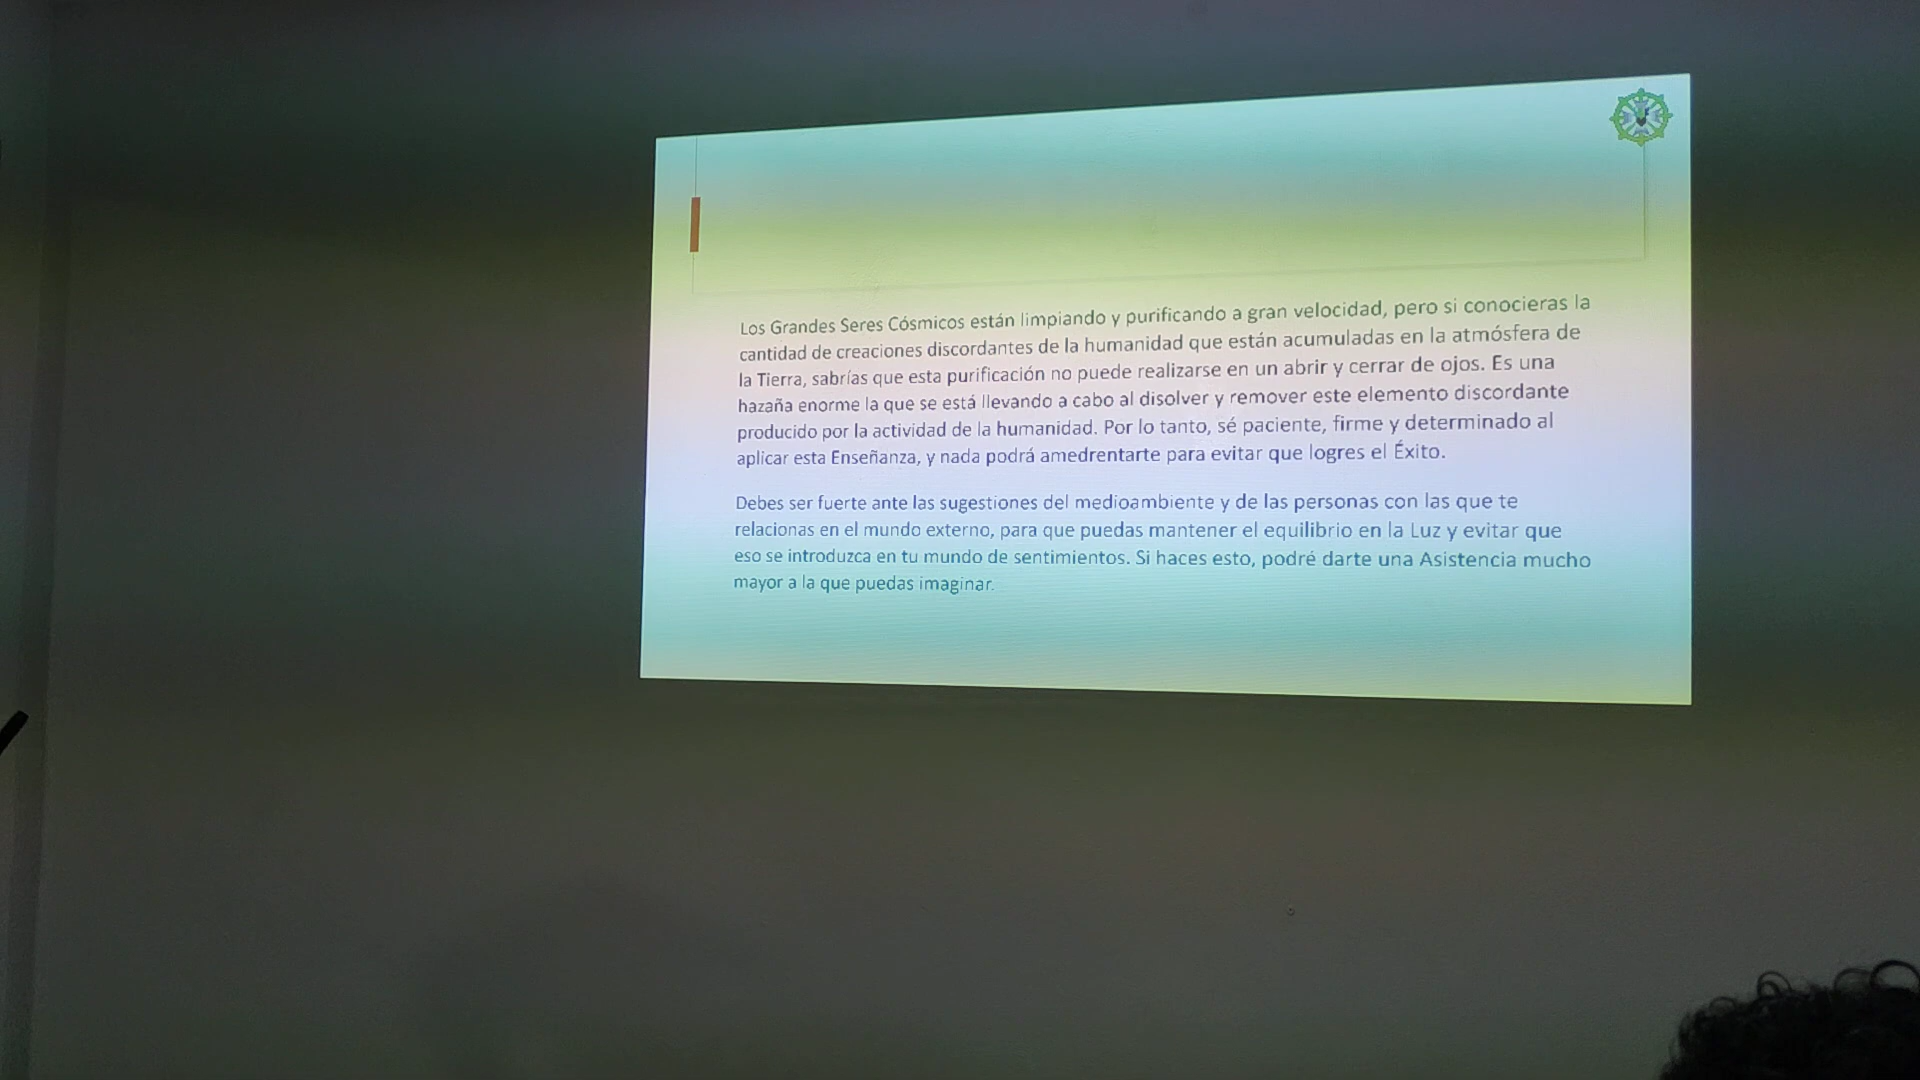 Los Grandes Seres Cósmicos están limpiando y purificando a gran velocidad, pero si conocieras la
cantidad de creaciones discordantes de la humanidad que están acumuladas en la atmósfera de
la Tierra, sabrías que esta purificación no puede realizarse en un abrir y cerrar de ojos. Es una
hazaña enorme la que se está llevando a cabo al disolver y remover este elemento discordante
producido por la actividad de la humanidad. Por lo tanto, sé paciente, firme y determinado al
aplicar esta Enseñanza, y nada podrá amedrentarte para evitar que logres el Éxito.
Debes ser fuerte ante las sugestiones del medioambiente y de las personas con las que te
relacionas en el mundo externo, para que puedas mantener el equilibrio en la Luz y evitar que
eso se introduzca en tu mundo de sentimientos. Si haces esto, podré darte una Asistencia mucho
mayor a la que puedas imaginar.